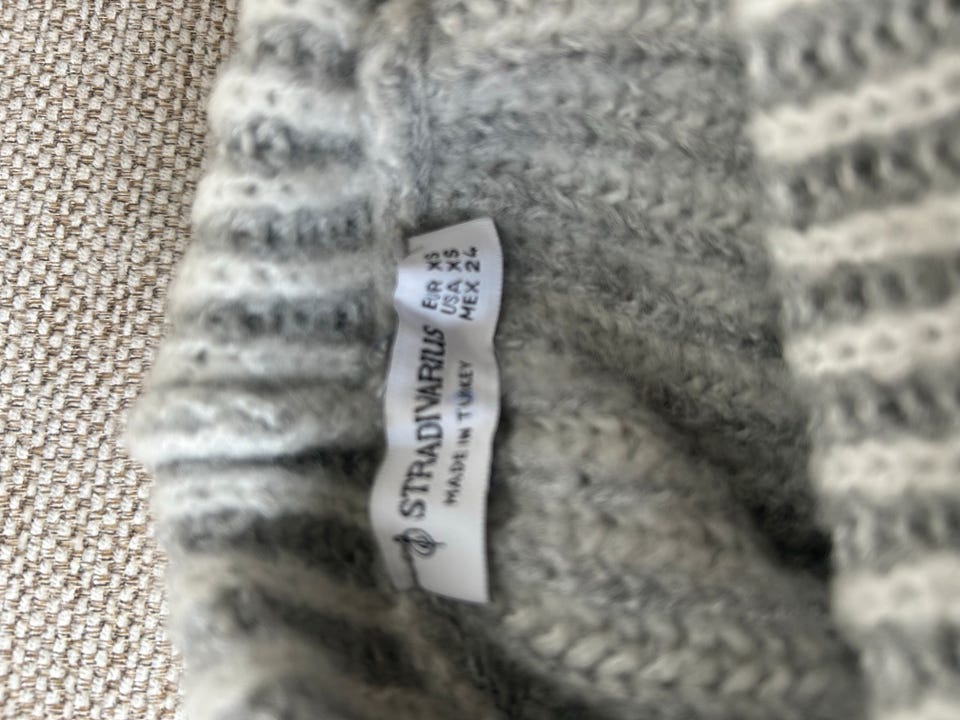 STRADIVARIUS
MADE IN TURKEY
EUR XS
USA XS
MEX 24